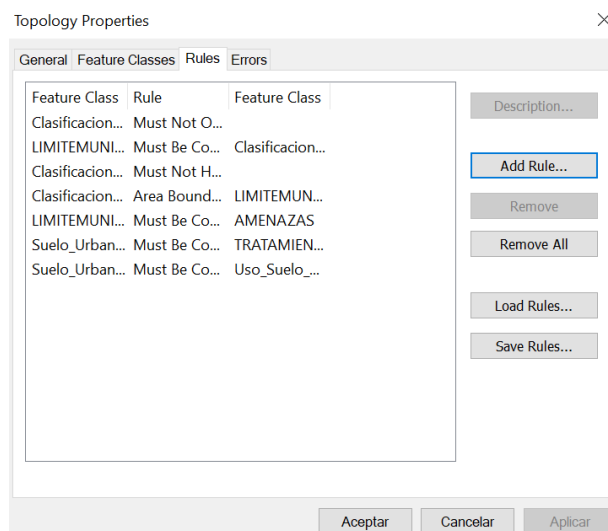 Topology Properties
General Feature Classes Rules Errors
Feature Class Rule Feature Class
Clasificacion... Must Not O...
LIMITEMUNI... Must Be Co... Clasificacion...
Clasificacion... Must Not H...
Clasificacion... Area Bound... LIMITEMUN...
LIMITEMUNI... Must Be Co... AMENAZAS
Suelo_Urban... Must Be Co... TRATAMIEN...
Suelo_Urban... Must Be Co... Uso_Suelo_...
Description...
Add Rule...
Remove
Remove All
Load Rules...
Save Rules...
Aceptar Cancelar Aplicar